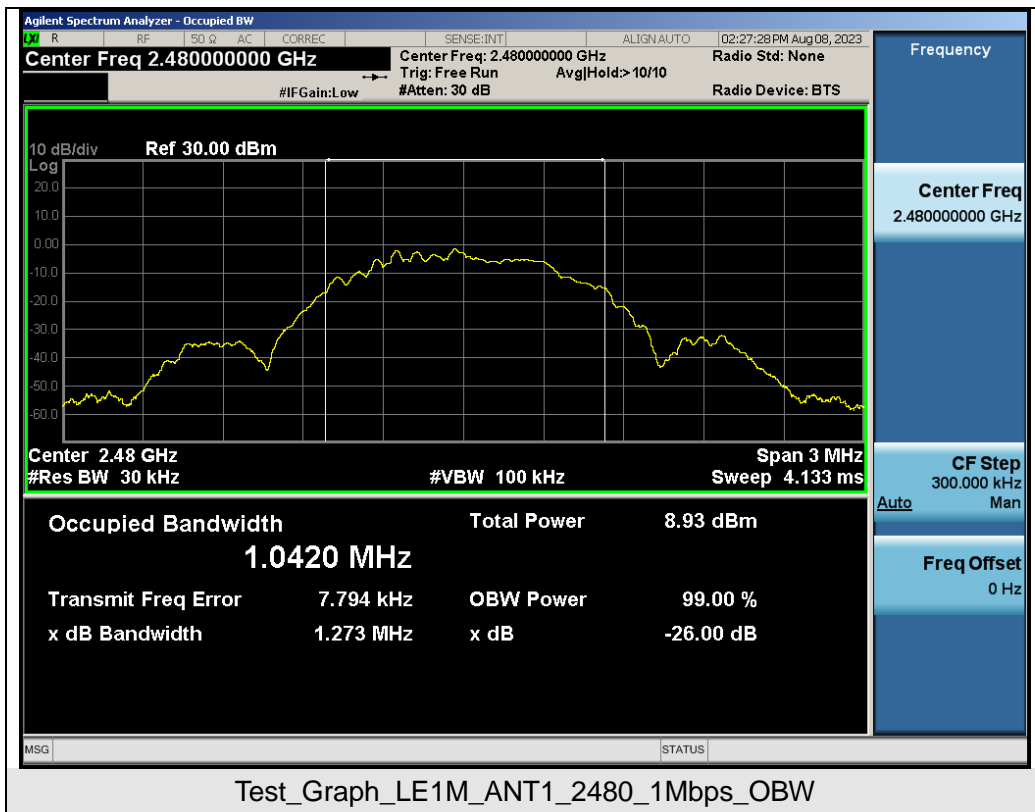 Agilent Spectrum Analyzer - Occupied BW
LXI R RF 50 Ω AC CORREC SENSE:INT ALIGN AUTO 02:27:28 PM Aug 08, 2023
Center Freq 2.480000000 GHz
Center Freq: 2.480000000 GHz
Radio Std: None
Trig: Free Run Avg|Hold:> 10/10
#IFGain:Low
#Atten: 30 dB
Radio Device: BTS
10 dB/div Ref 30.00 dBm
Log
20.0
10.0
0.00
-10.0
-20.0
-30.0
-40.0
-50.0
-60.0
Center 2.48 GHz Span 3 MHz
#Res BW 30 kHz #VBW 100 kHz Sweep 4.133 ms
Occupied Bandwidth Total Power 8.93 dBm
1.0420 MHz
Transmit Freq Error 7.794 kHz OBW Power 99.00 %
x dB Bandwidth 1.273 MHz x dB -26.00 dB
MSG STATUS
Frequency
Center Freq
2.480000000 GHz
CF Step
300.000 kHz
Auto Man
Freq Offset
0 Hz
Test_Graph_LE1M_ANT1_2480_1Mbps_OBW